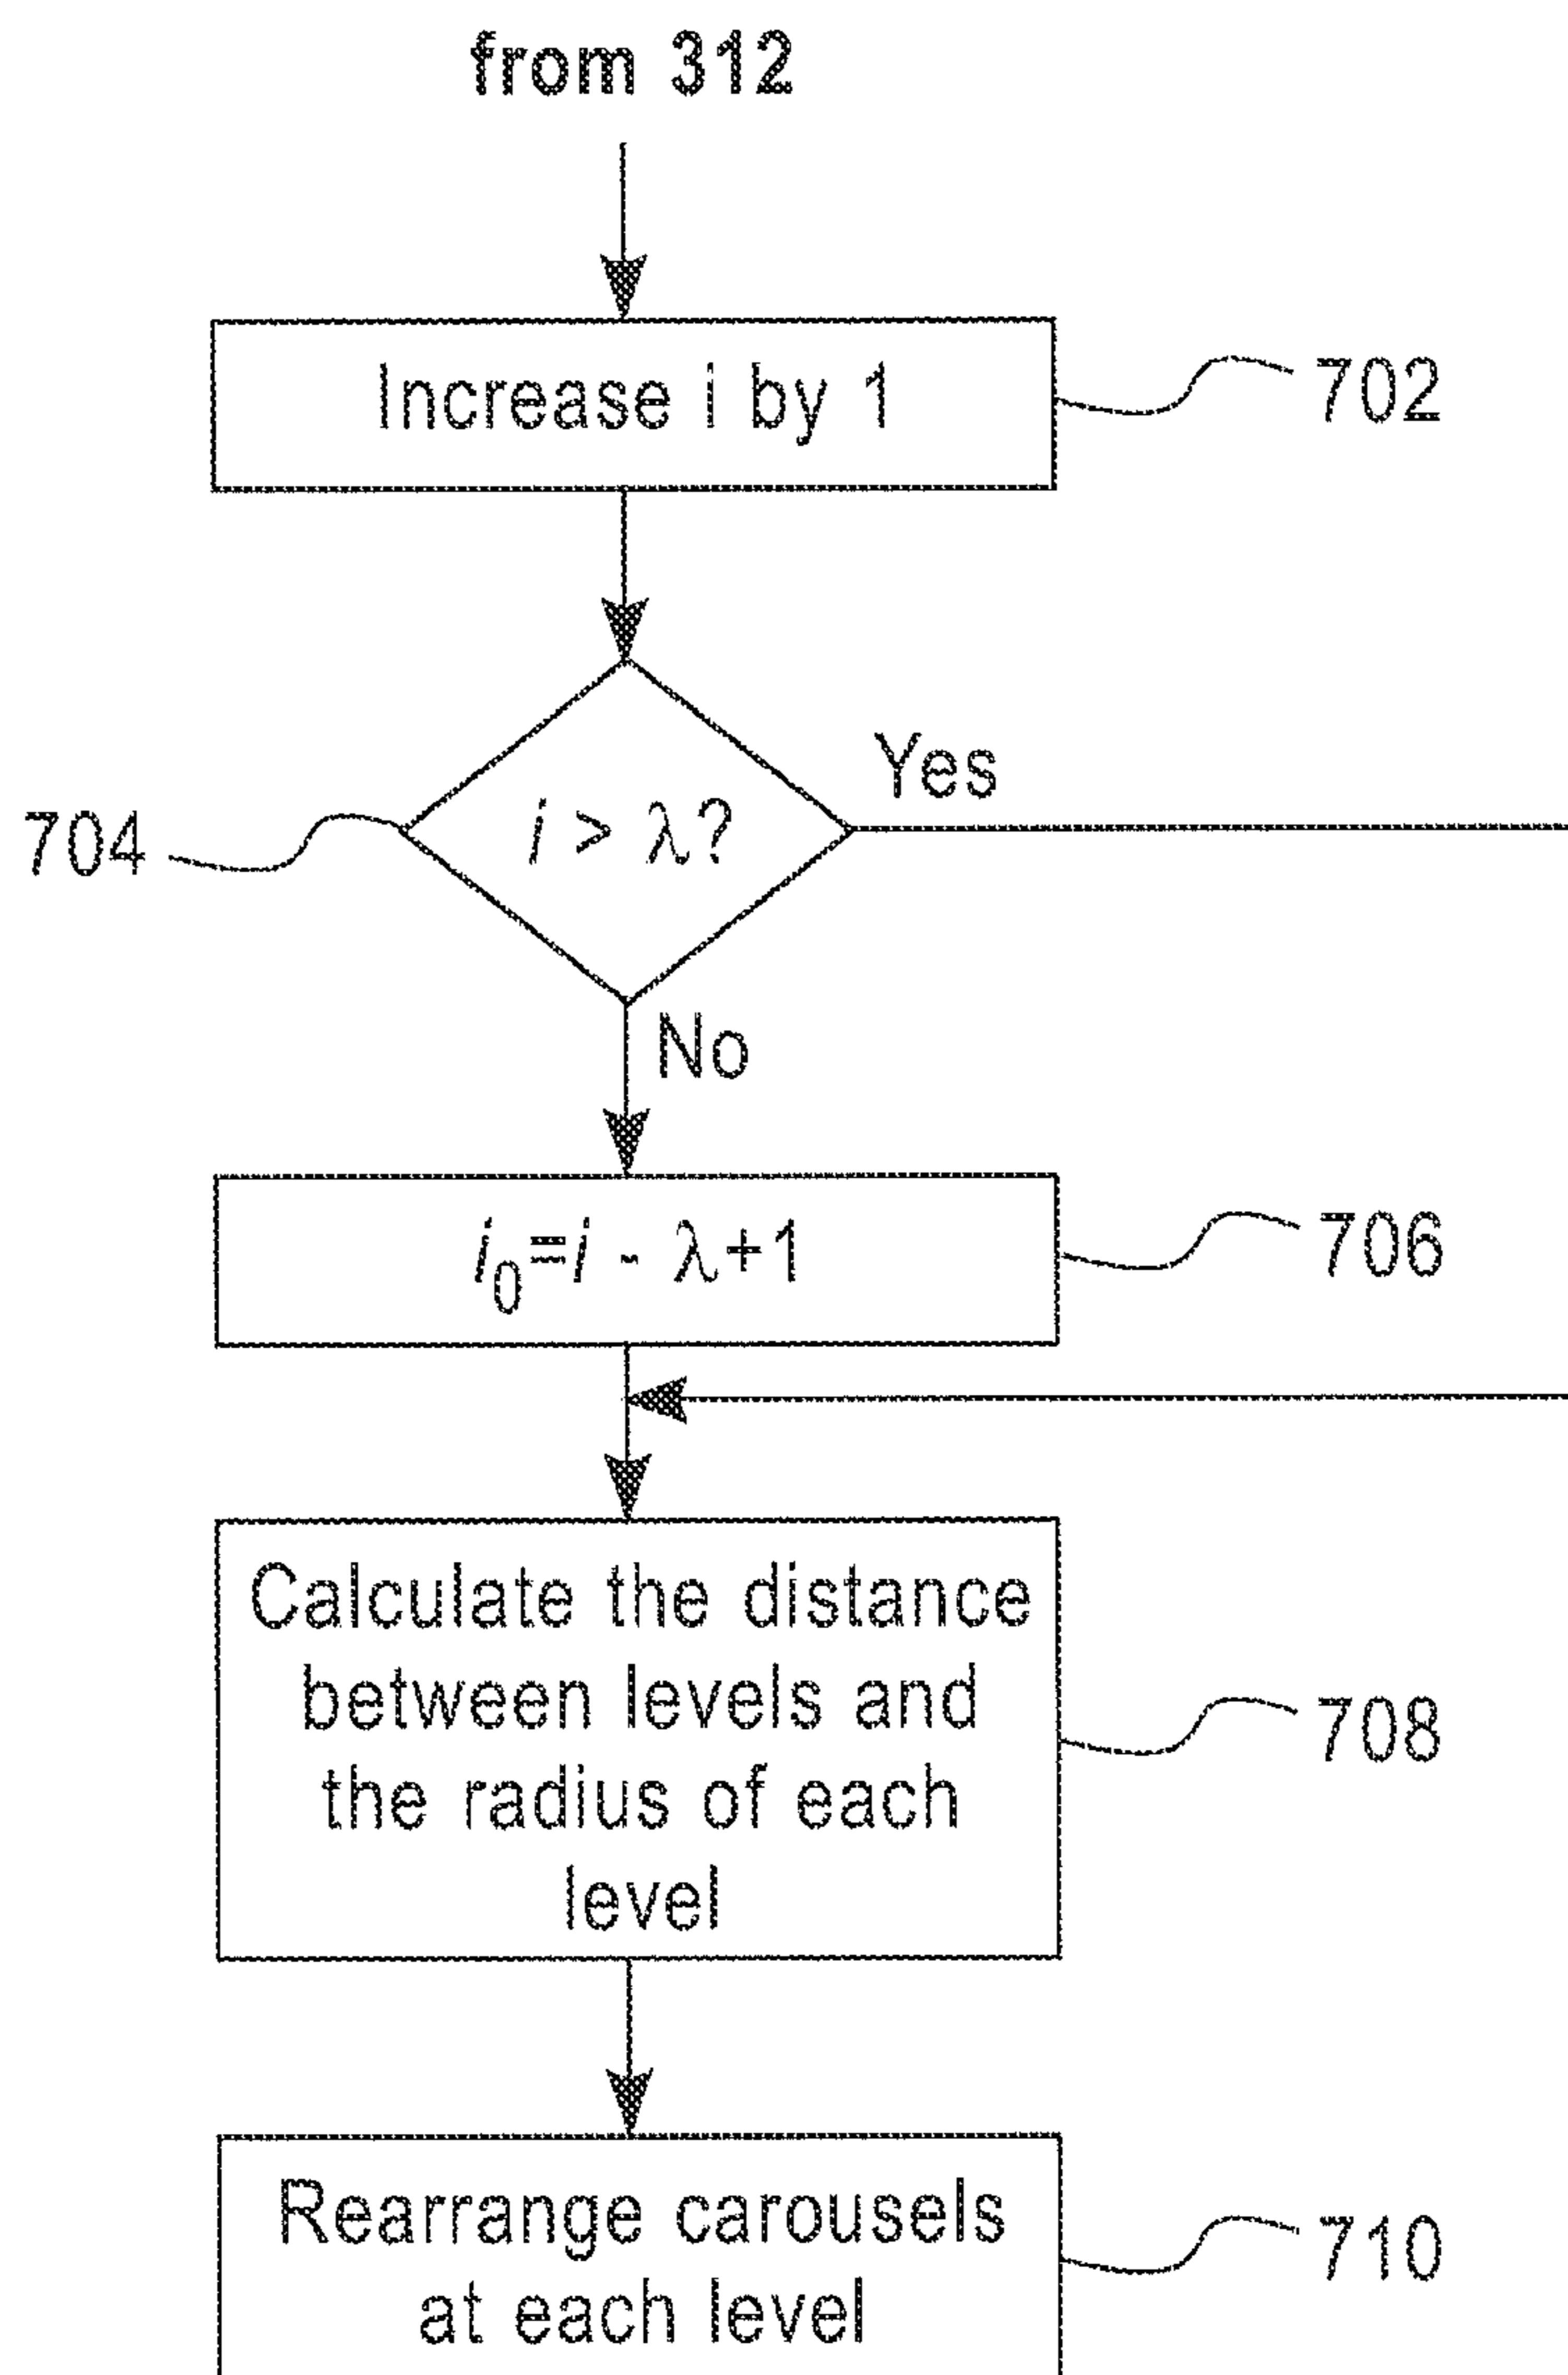 from 312
Increase i by 1
702
i > λ?
Yes
704
No
i0=i - λ+1
706
Calculate the distance
between levels and
the radius of each
level
708
Rearrange carousels
at each level
710